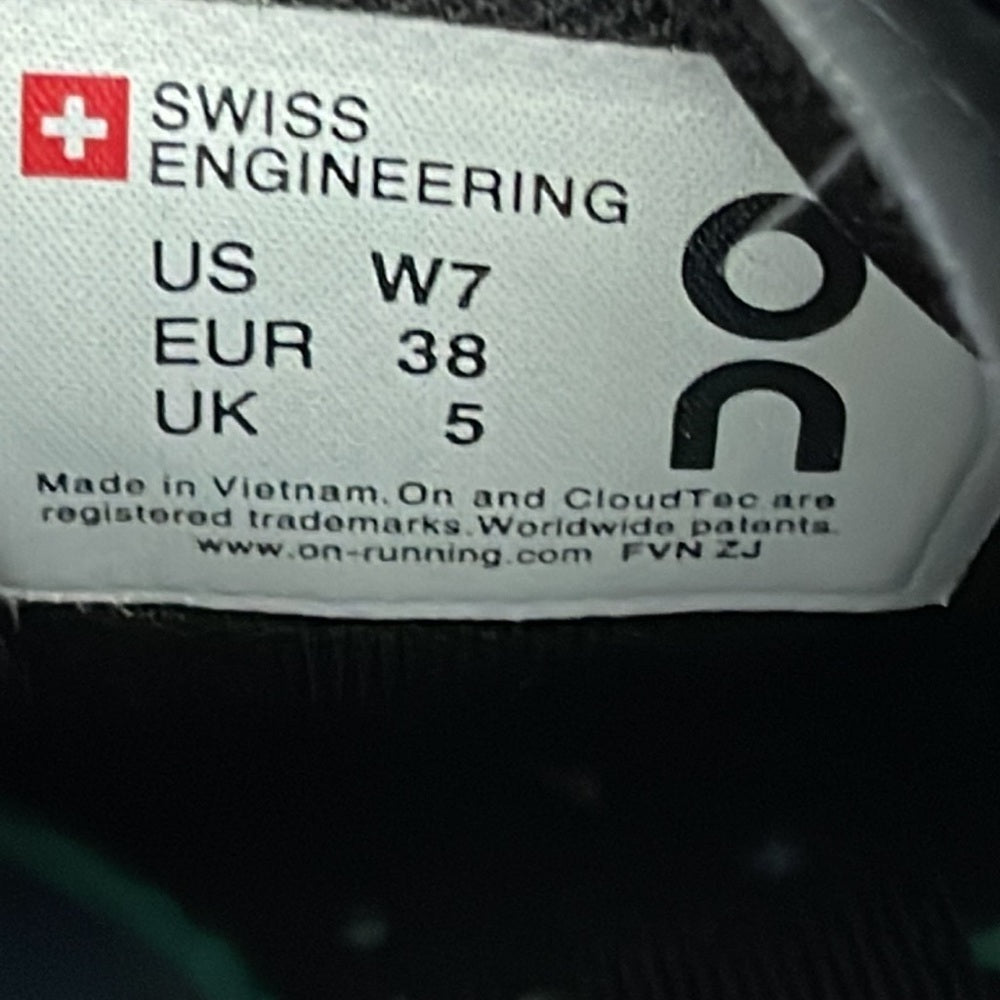 SWISS
ENGINEERING
US W7
EUR 38
UK 5
on
Made in Vietnam. On and CloudTec are
registered trademarks. Worldwide patents.
www.on-running.com FVN ZJ